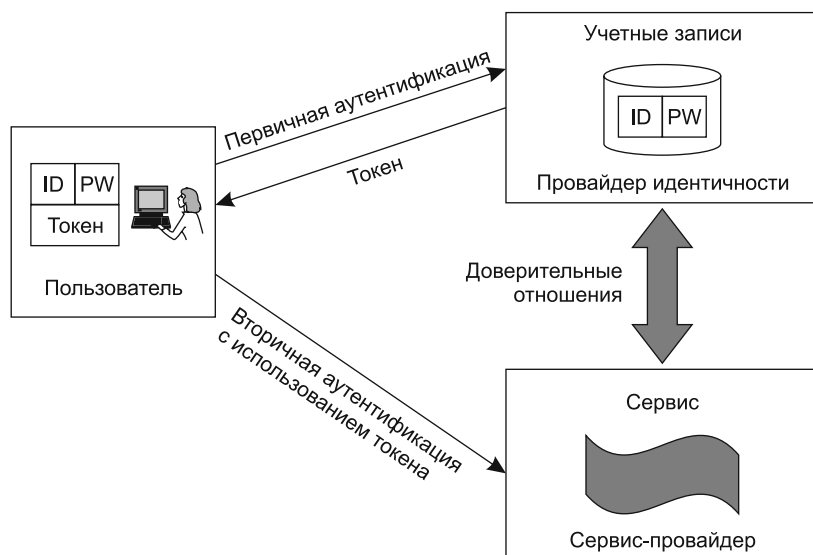 Учетные записи
ID PW
Провайдер идентичности
Первичная аутентификация
Токен
ID PW
Токен
Пользователь
Доверительные
отношения
Вторичная аутентификация
с использованием токена
Сервис
Сервис-провайдер